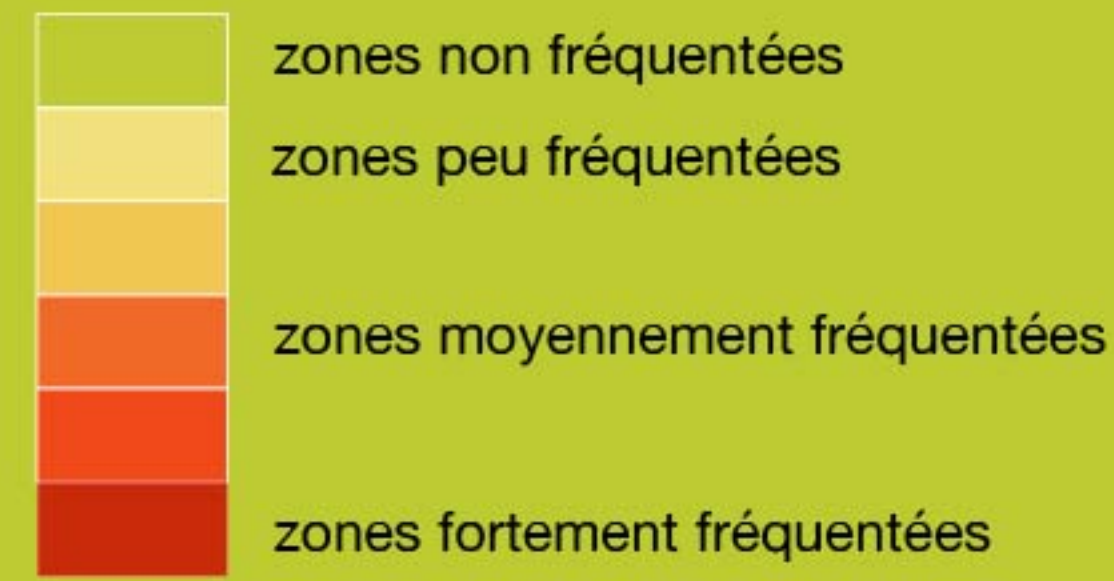 zones non fréquentées
zones peu fréquentées
zones moyennement fréquentées
zones fortement fréquentées